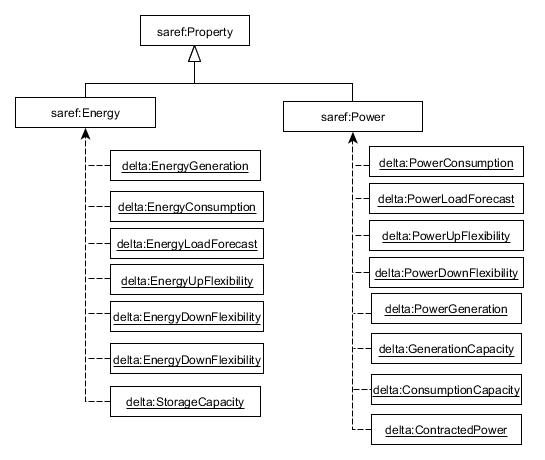 saref:Property
saref:Energy
saref:Power
delta:EnergyGeneration
delta:EnergyConsumption
delta:EnergyLoadForecast
delta:EnergyUpFlexibility
delta:EnergyDownFlexibility
delta:EnergyDownFlexibility
delta:StorageCapacity
delta:PowerConsumption
delta:PowerLoadForecast
delta:PowerUpFlexibility
delta:PowerDownFlexibility
delta:PowerGeneration
delta:GenerationCapacity
delta:ConsumptionCapacity
delta:ContractedPower